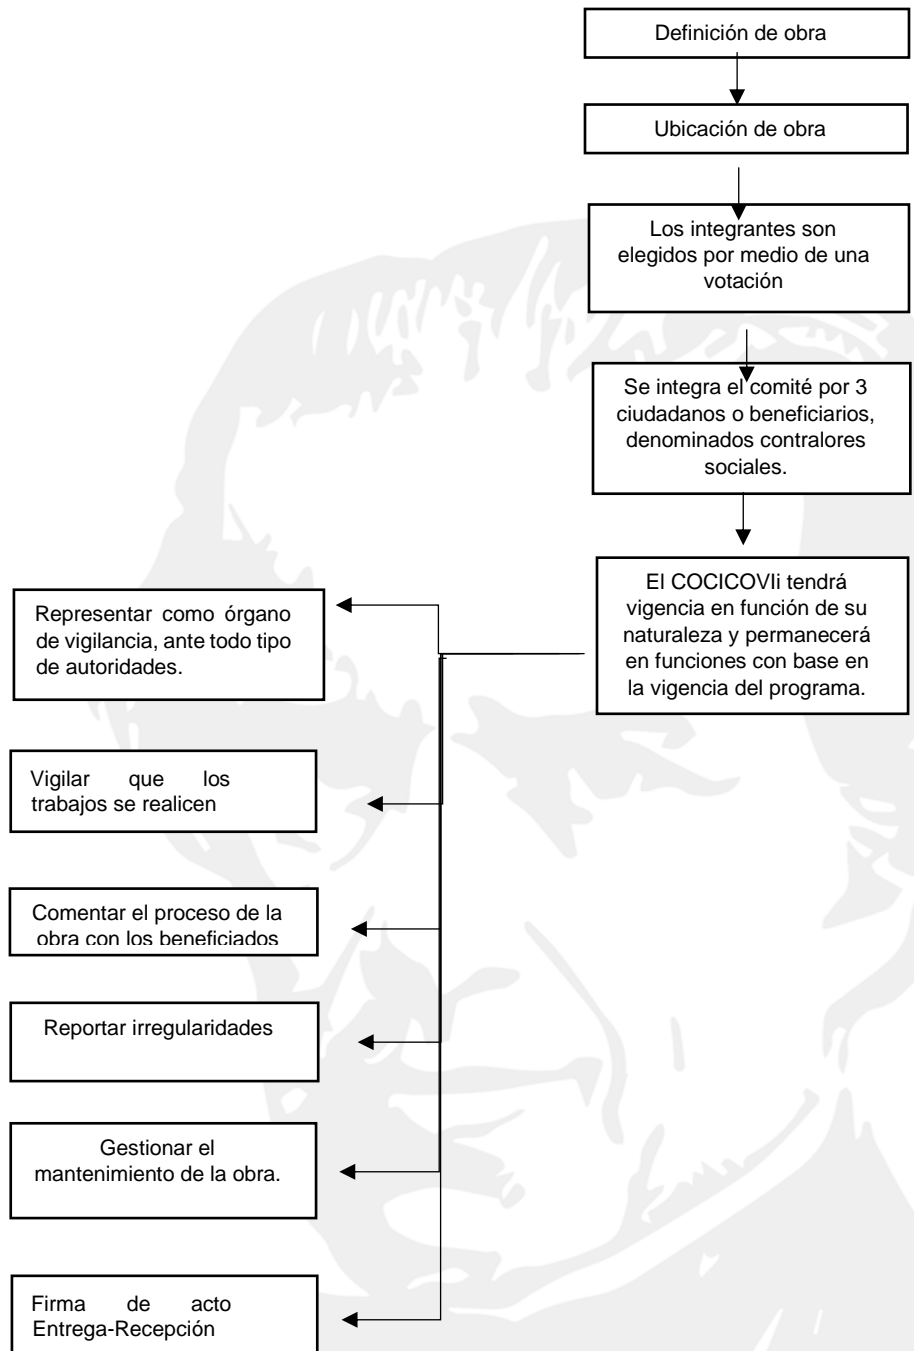 Definición de obra
Ubicación de obra
Los integrantes son
elegidos por medio de una
votación
Se integra el comité por 3
ciudadanos o beneficiarios,
denominados contralores
sociales.
El COCICOVIi tendrá
vigencia en función de su
naturaleza y permanecerá
en funciones con base en
la vigencia del programa.
Representar como órgano
de vigilancia, ante todo tipo
de autoridades.
Vigilar que los
trabajos se realicen
Comentar el proceso de la
obra con los beneficiados
Reportar irregularidades
Gestionar el
mantenimiento de la obra.
Firma de acto
Entrega-Recepción